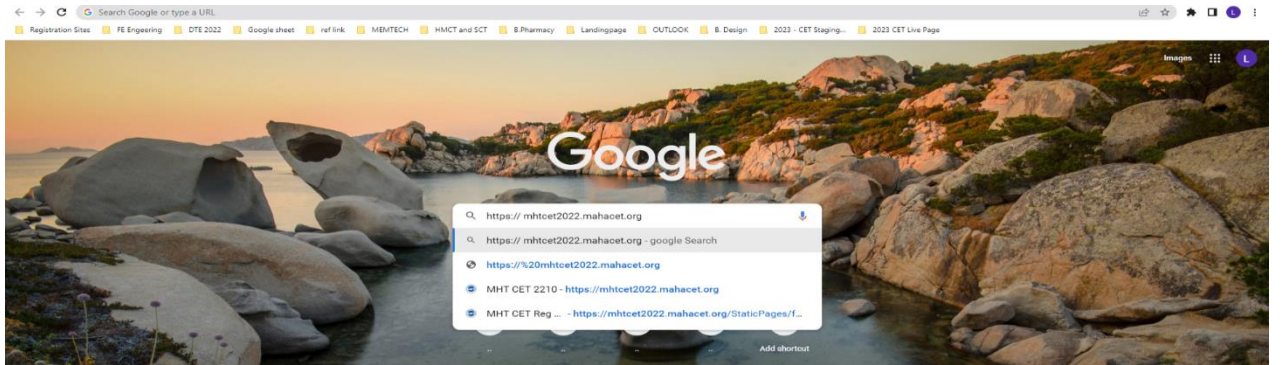 Search Google or type a URL
L
Registration Sites FE Engeering DTE 2022 Google sheet ref link MEMTECH HMCT and SCT B.Pharmacy Landingpage OUTLOOK B. Design 2023 - CET Staging... 2023 CET Live Page
Images L
Google
https:// mhtcet2022.mahacet.org
https:// mhtcet2022.mahacet.org - google Search
https://%20mhtcet2022.mahacet.org
MHT CET 2210 - https://mhtcet2022.mahacet.org
MHT CET Reg ... - https://mhtcet2022.mahacet.org/StaticPages/f...
.. .. .. .. Add shortcut